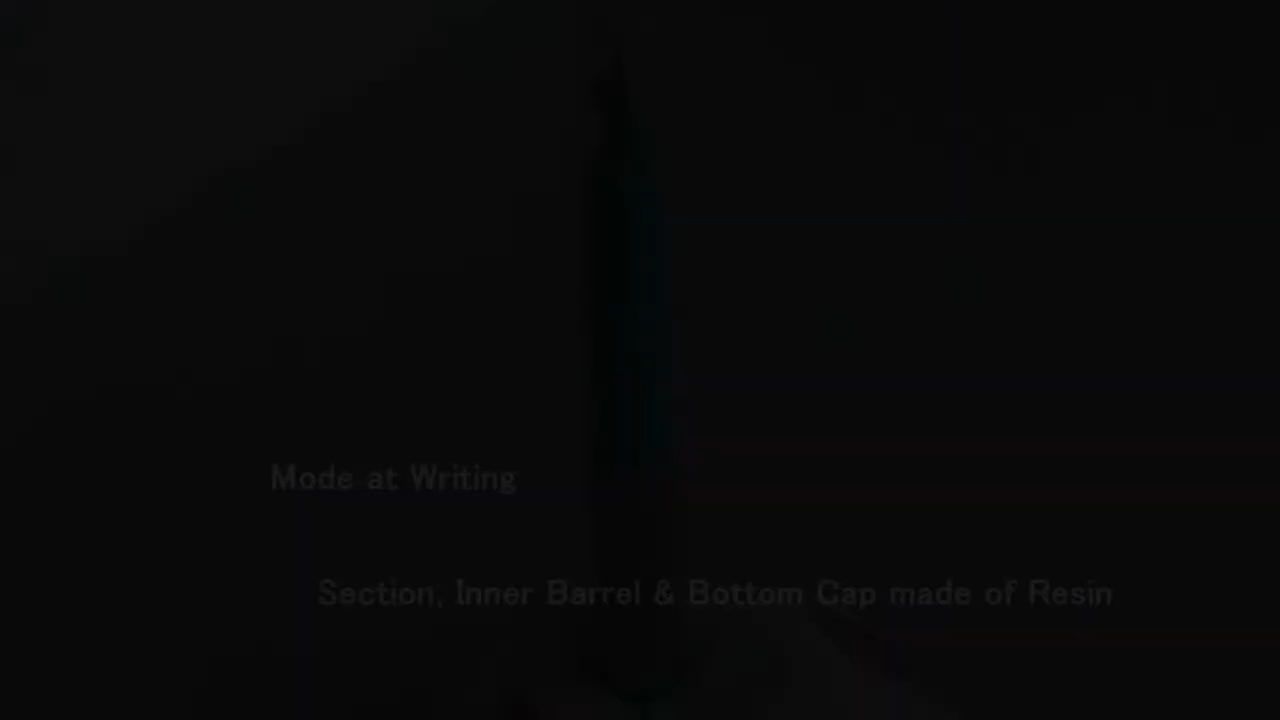 Mode at Writing
Section, Inner Barrel & Bottom Cap made of Resin